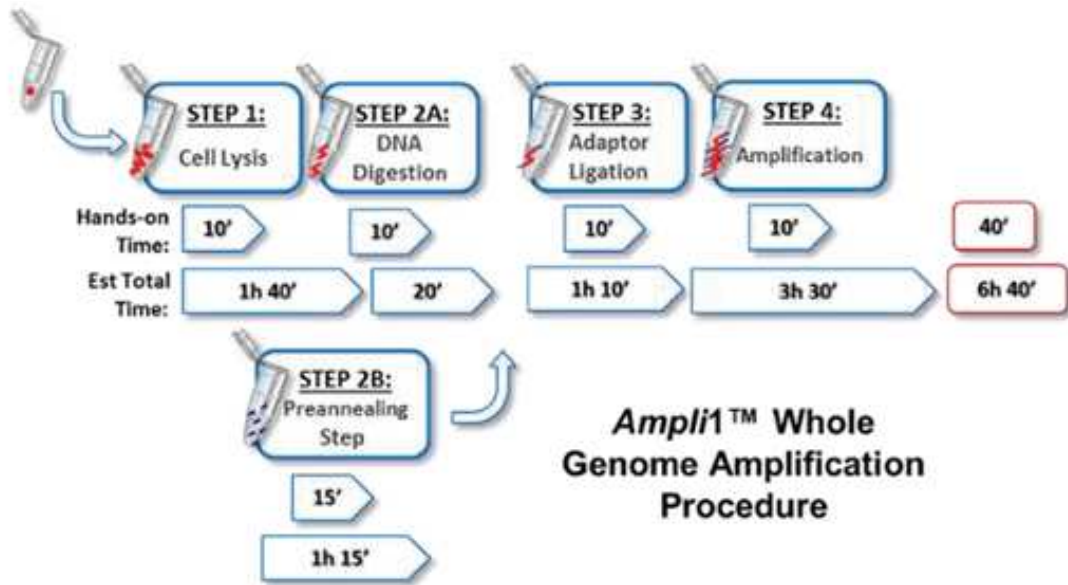 STEP 1:
Cell Lysis
STEP 2A:
DNA
Digestion
STEP 3:
Adaptor
Ligation
STEP 4:
Amplification
Hands-on
Time:
10’
10’
10’
10’
40’
Est Total
Time:
1h 40’
20’
1h 10’
3h 30’
6h 40’
STEP 2B:
Preannealing
Step
15’
1h 15’
Ampli1™ Whole
Genome Amplification
Procedure